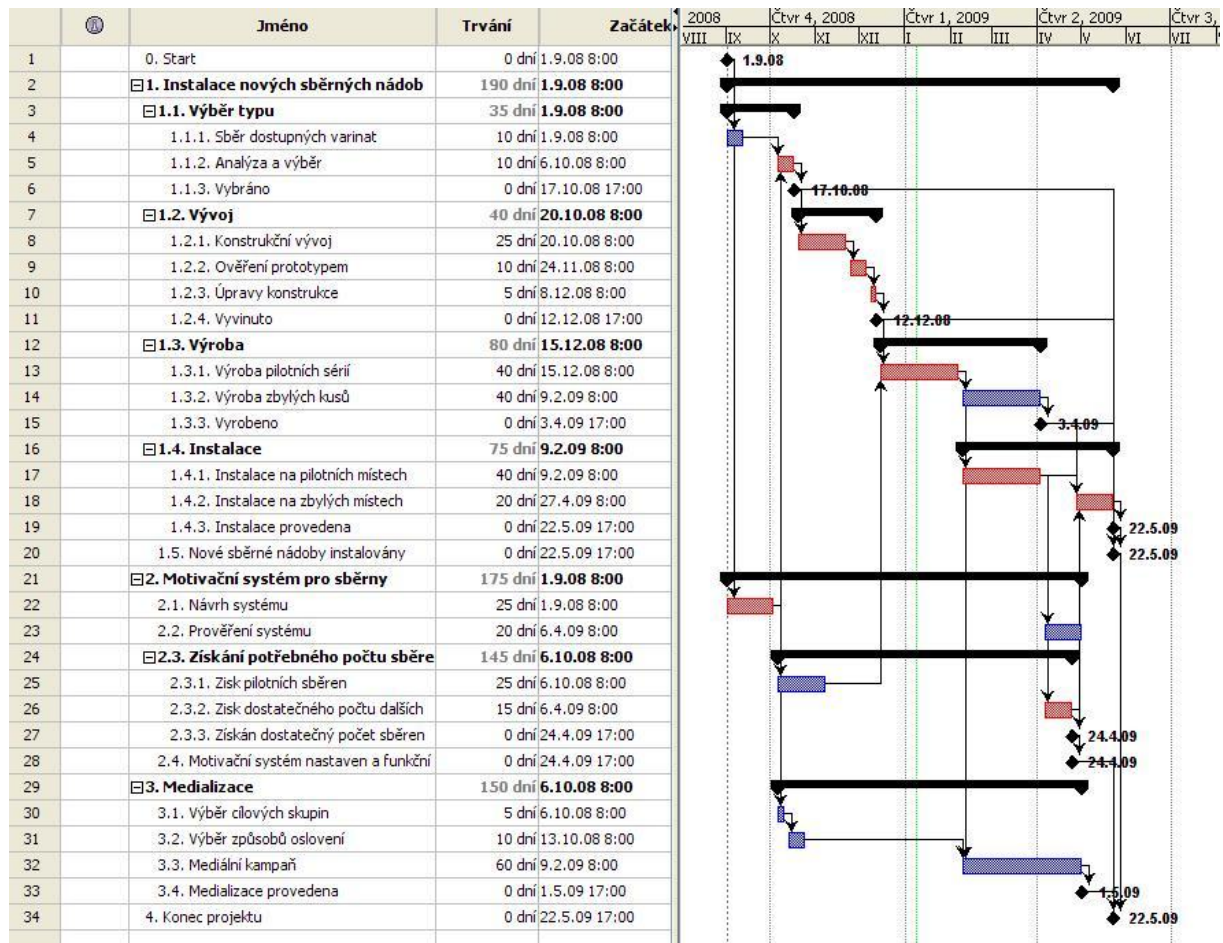 Jméno Trvání Začátek 2008 Čtvr 4, 2008 Čtvr 1, 2009 Čtvr 2, 2009 Čtvr 3,
VIII IX X XI XII I II III IV V VI VII
1 0. Start 0 dní 1.9.08 8:00 1.9.08
2 1. Instalace nových sběrných nádob 190 dní 1.9.08 8:00
3 1.1. Výběr typu 35 dní 1.9.08 8:00
4 1.1.1. Sběr dostupných varinat 10 dní 1.9.08 8:00
5 1.1.2. Analýza a výběr 10 dní 6.10.08 8:00
6 1.1.3. Vybráno 0 dní 17.10.08 17:00 17.10.08
7 1.2. Vývoj 40 dní 20.10.08 8:00
8 1.2.1. Konstrukční vývoj 25 dní 20.10.08 8:00
9 1.2.2. Ověření prototypem 10 dní 24.11.08 8:00
10 1.2.3. Úpravy konstrukce 5 dní 8.12.08 8:00
11 1.2.4. Vyvinuto 0 dní 12.12.08 17:00 12.12.08
12 1.3. Výroba 80 dní 15.12.08 8:00
13 1.3.1. Výroba pilotních sérií 40 dní 15.12.08 8:00
14 1.3.2. Výroba zbylých kusů 40 dní 9.2.09 8:00
15 1.3.3. Vyrobeno 0 dní 3.4.09 17:00 3.4.09
16 1.4. Instalace 75 dní 9.2.09 8:00
17 1.4.1. Instalace na pilotních místech 40 dní 9.2.09 8:00
18 1.4.2. Instalace na zbylých místech 20 dní 27.4.09 8:00
19 1.4.3. Instalace provedena 0 dní 22.5.09 17:00 22.5.09
20 1.5. Nové sběrné nádoby instalovány 0 dní 22.5.09 17:00 22.5.09
21 2. Motivační systém pro sběrny 175 dní 1.9.08 8:00
22 2.1. Návrh systému 25 dní 1.9.08 8:00
23 2.2. Prověření systému 20 dní 6.4.09 8:00
24 2.3. Získání potřebného počtu sběre 145 dní 6.10.08 8:00
25 2.3.1. Zisk pilotních sběren 25 dní 6.10.08 8:00
26 2.3.2. Zisk dostatečného počtu dalších 15 dní 6.4.09 8:00
27 2.3.3. Získán dostatečný počet sběren 0 dní 24.4.09 17:00 24.4.09
28 2.4. Motivační systém nastaven a funkční 0 dní 24.4.09 17:00 24.4.09
29 3. Medializace 150 dní 6.10.08 8:00
30 3.1. Výběr cílových skupin 5 dní 6.10.08 8:00
31 3.2. Výběr způsobů oslovení 10 dní 13.10.08 8:00
32 3.3. Mediální kampaň 60 dní 9.2.09 8:00
33 3.4. Medializace provedena 0 dní 1.5.09 17:00 1.5.09
34 4. Konec projektu 0 dní 22.5.09 17:00 22.5.09